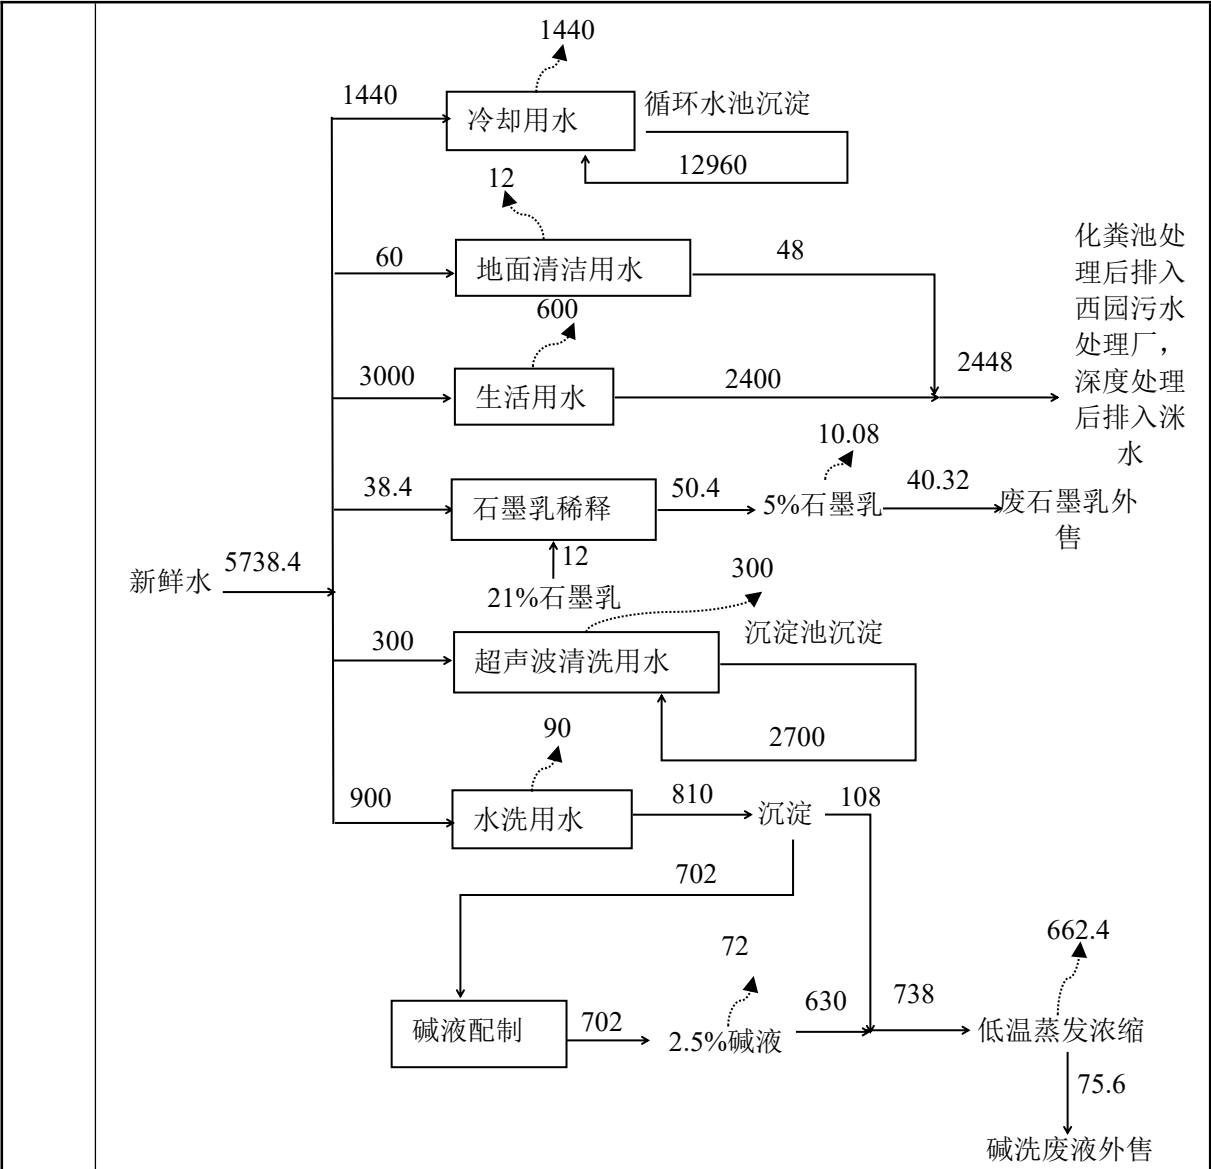 1440
1440
冷却用水
循环水池沉淀
12960
12
60
地面清洁用水
48
600
3000
生活用水
2400
2448
化粪池处
理后排入
西园污水
处理厂，
深度处理
后排入洣
水
38.4
石墨乳稀释
50.4
10.08
5%石墨乳
40.32
废石墨乳外
售
12
21%石墨乳
新鲜水
5738.4
300
300
超声波清洗用水
沉淀池沉淀
2700
90
900
水洗用水
810
沉淀
108
702
碱液配制
702
72
2.5%碱液
630
738
662.4
低温蒸发浓缩
75.6
碱洗废液外售